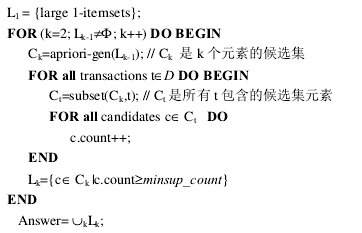 L₁ = {large 1-itemsets};
FOR (k=2; Lₖ₋₁≠Φ; k++) DO BEGIN
Cₖ=apriori-gen(Lₖ₋₁); // Cₖ 是 k 个元素的候选集
FOR all transactions t∈D DO BEGIN
Cₜ=subset(Cₖ,t); // Cₜ是所有 t 包含的候选集元素
FOR all candidates c∈ Cₜ DO
c.count++;
END
Lₖ={c∈ Cₖ |c.count≥minsup_count}
END
Answer= ∪ₖLₖ;